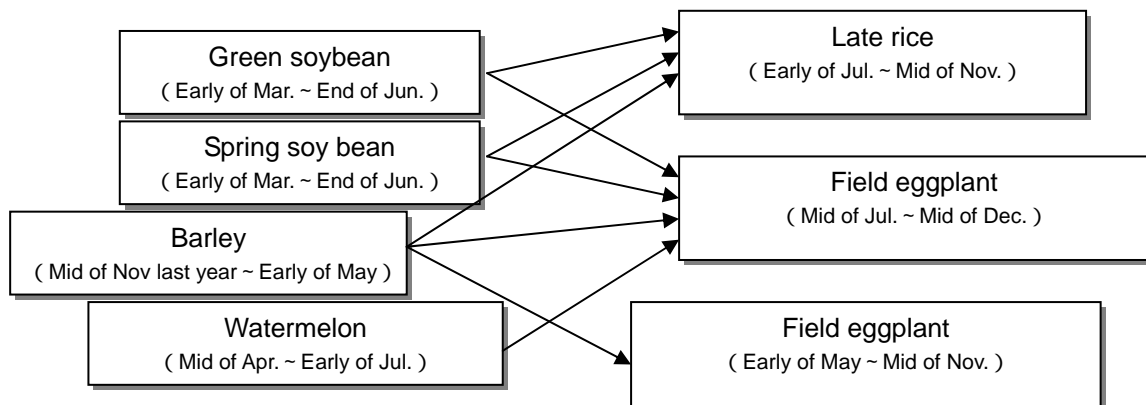 Green soybean
( Early of Mar. ~ End of Jun. )
Spring soy bean
( Early of Mar. ~ End of Jun. )
Barley
( Mid of Nov last year ~ Early of May )
Watermelon
( Mid of Apr. ~ Early of Jul. )
Late rice
( Early of Jul. ~ Mid of Nov. )
Field eggplant
( Mid of Jul. ~ Mid of Dec. )
Field eggplant
( Early of May ~ Mid of Nov. )